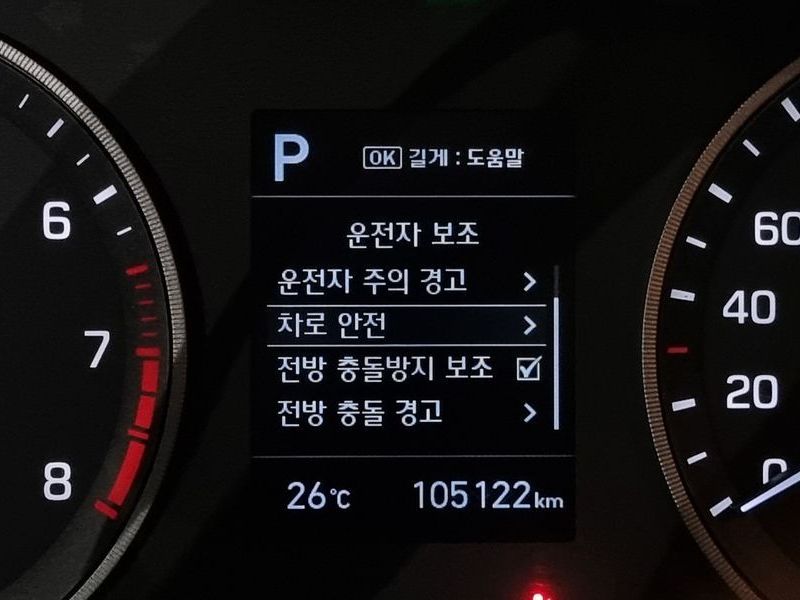 P
OK 길게 : 도움말
운전자 보조
운전자 주의 경고 >
차로 안전 >
전방 충돌방지 보조 ☑
전방 충돌 경고 >
26℃ 105122km
6
7
8
60
40
20
0